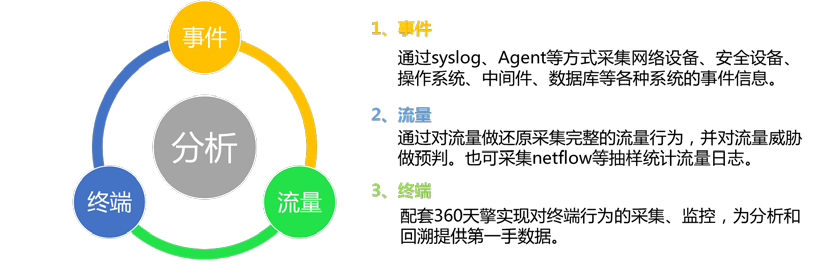 事件
分析
终端
流量
1、事件
通过syslog、Agent等方式采集网络设备、安全设备、
操作系统、中间件、数据库等各种系统的事件信息。
2、流量
通过对流量做还原采集完整的流量行为，并对流量威胁
做预判。也可采集netflow等抽样统计流量日志。
3、终端
配套360天擎实现对终端行为的采集、监控，为分析和
回溯提供第一手数据。